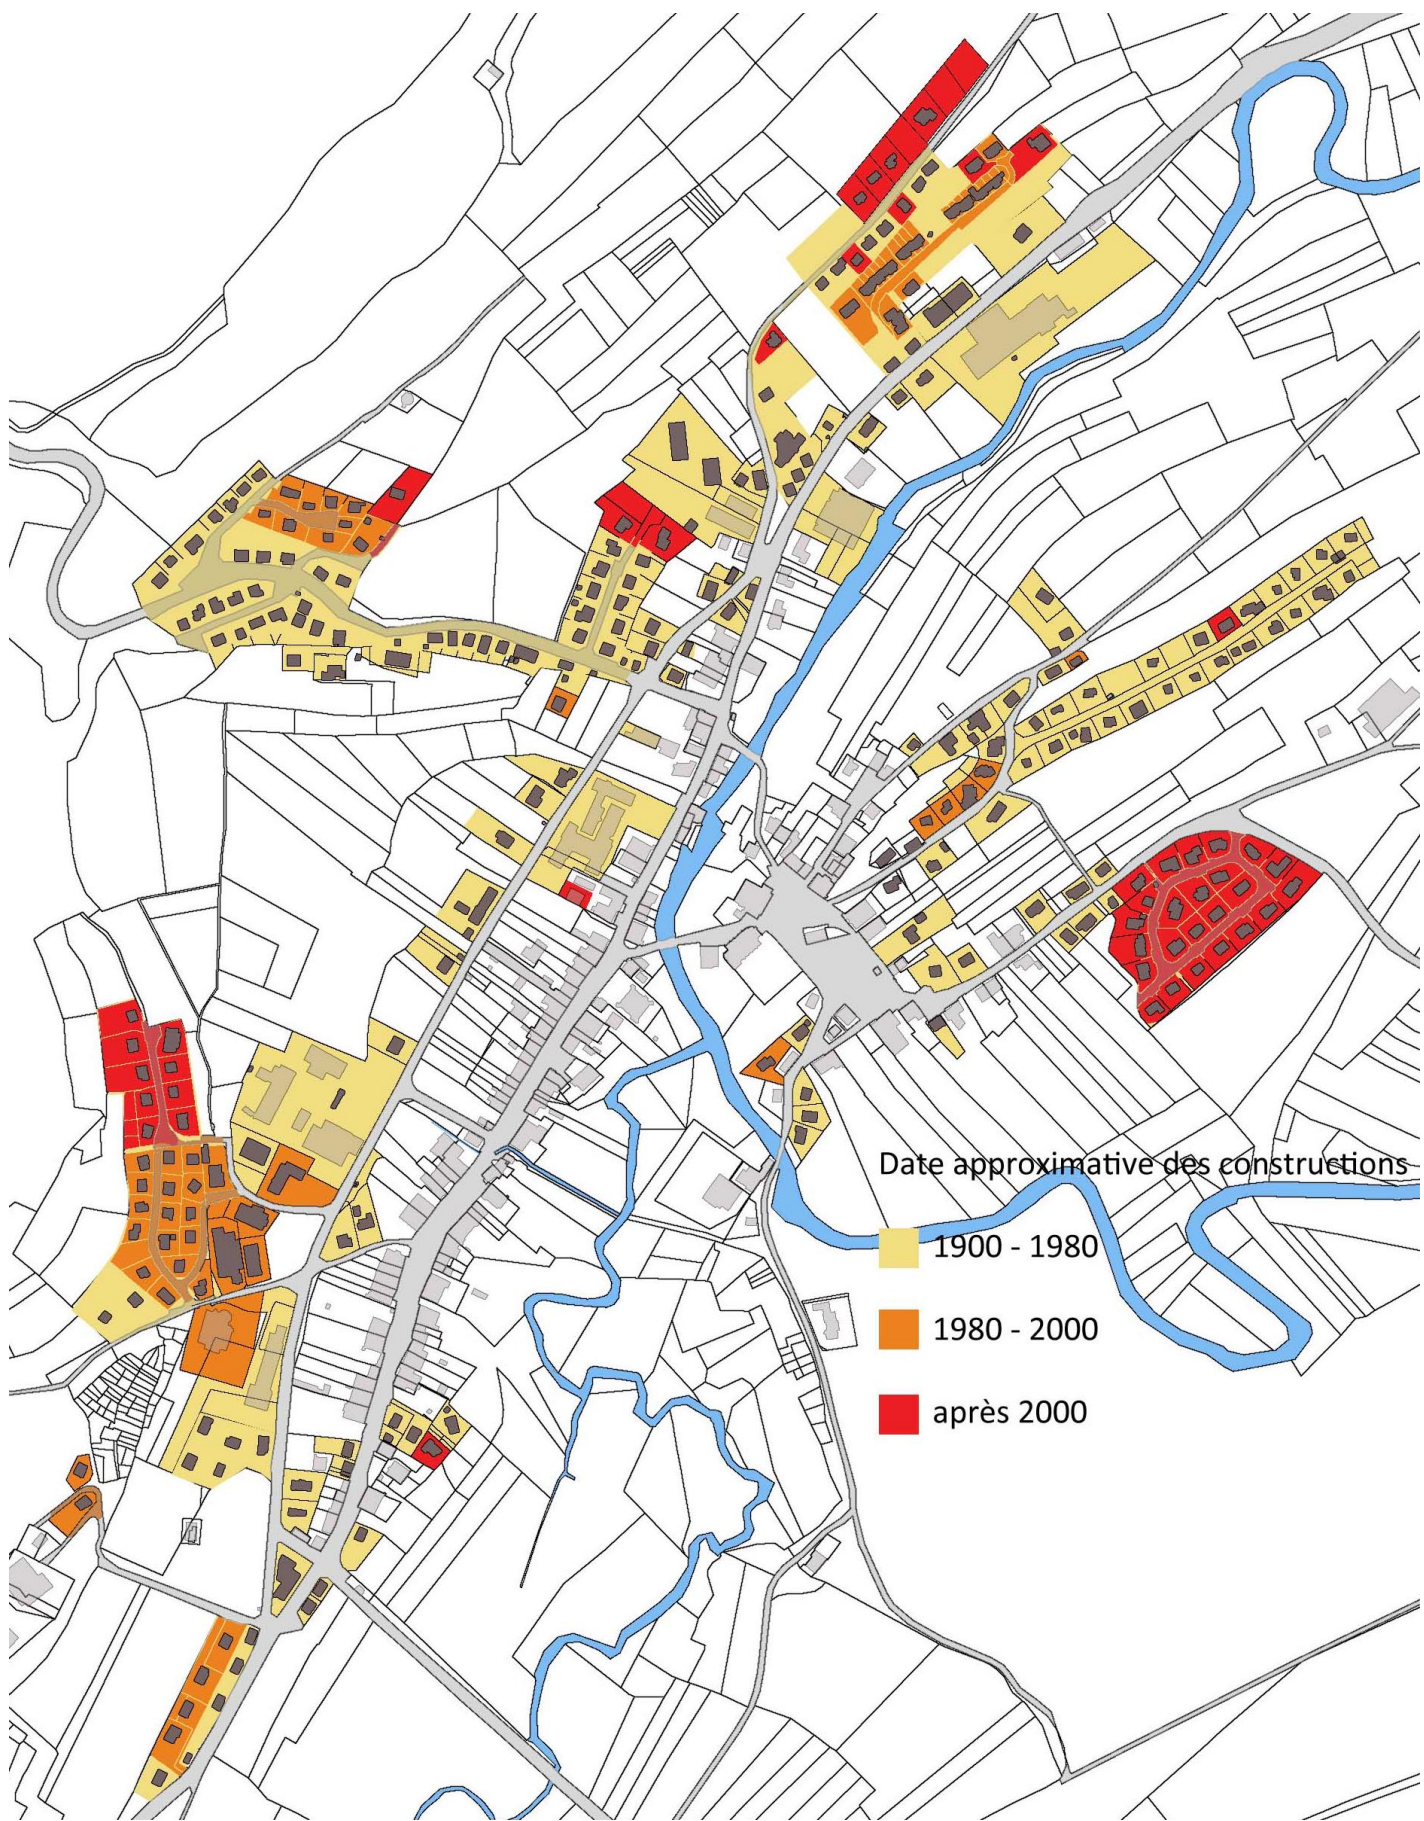 Date approximative des constructions
1900 - 1980
1980 - 2000
après 2000